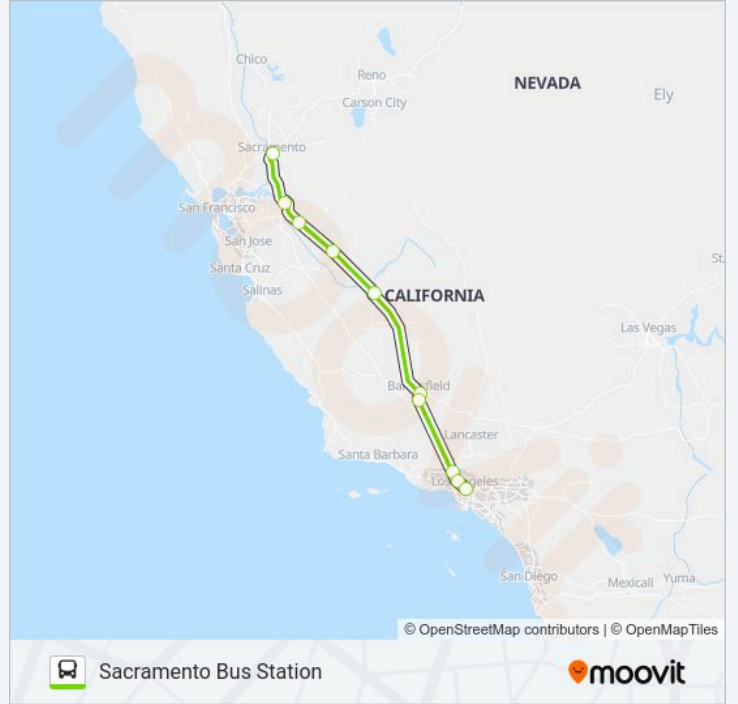 Chico
Reno
NEVADA
Ely
Carson City
Sacramento
San Francisco
San Jose
St.
Santa Cruz
Salinas
CALIFORNIA
Las Vegas
Bakersfield
Lancaster
Santa Barbara
Los Angeles
San Diego
Mexicali
Yuma
© OpenStreetMap contributors | © OpenMapTiles
Sacramento Bus Station
moovit